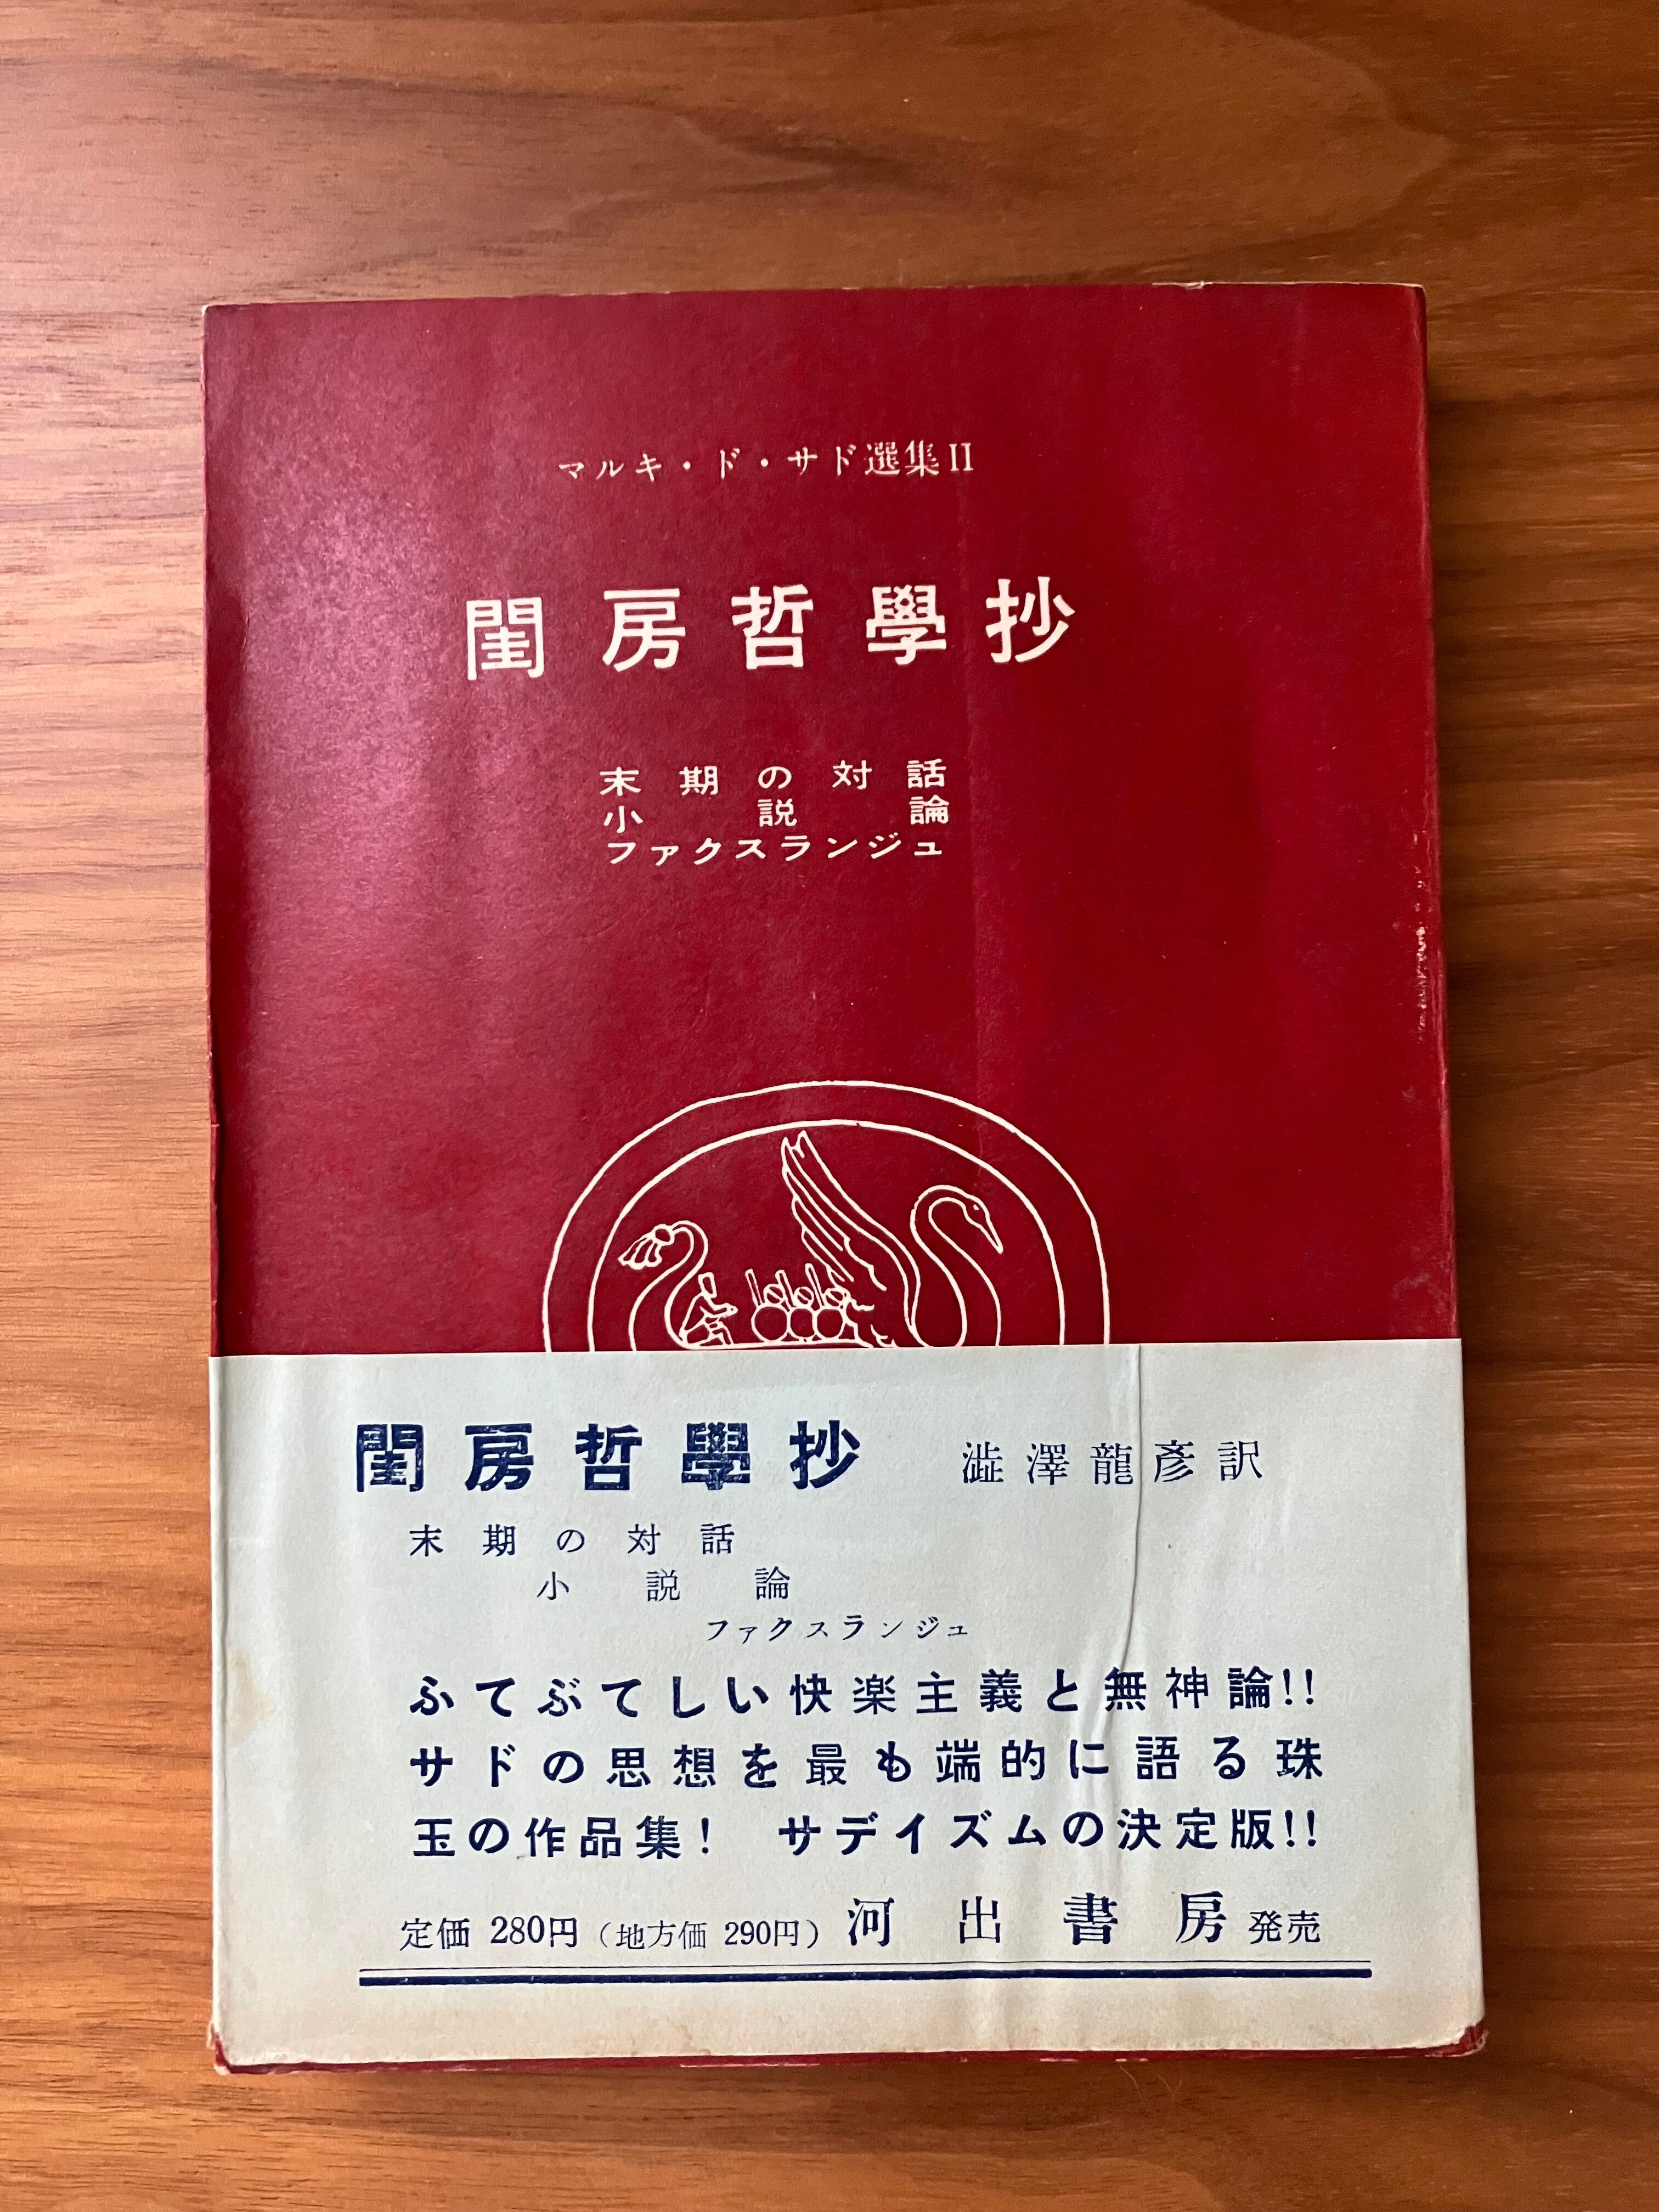 マルキ・ド・サド選集II
閨房哲學抄
末期の対話
小説論
ファクスランジュ
閨房哲學抄 澁澤龍彥訳
末期の対話
小説論
ファクスランジュ
ふてぶてしい快楽主義と無神論!!
サドの思想を最も端的に語る珠
玉の作品集! サデイズムの決定版!!
定価 280円（地方価 290円）河出書房発売